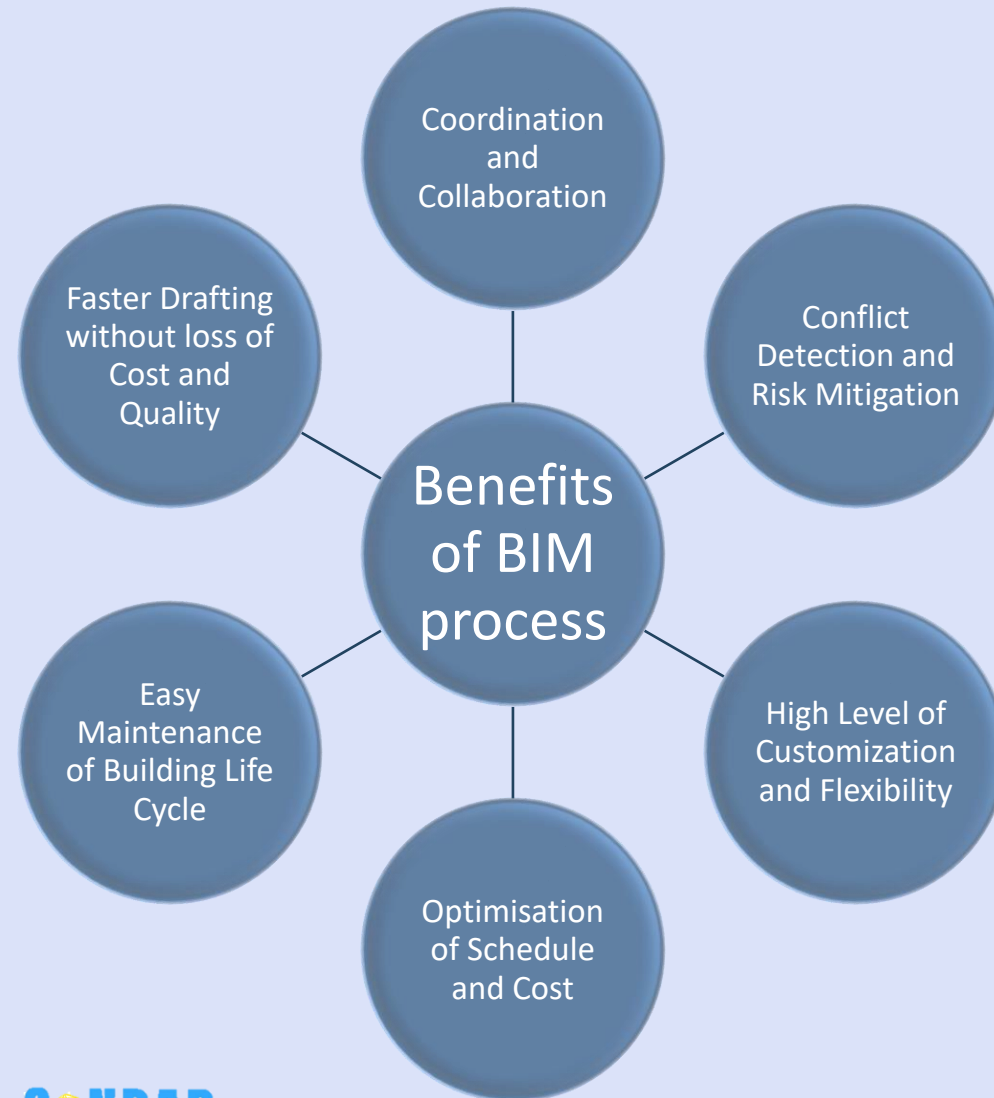 Coordination
and
Collaboration
Conflict
Detection and
Risk Mitigation
High Level of
Customization
and Flexibility
Optimisation
of Schedule
and Cost
Easy
Maintenance
of Building Life
Cycle
Faster Drafting
without loss of
Cost and
Quality
Benefits
of BIM
process